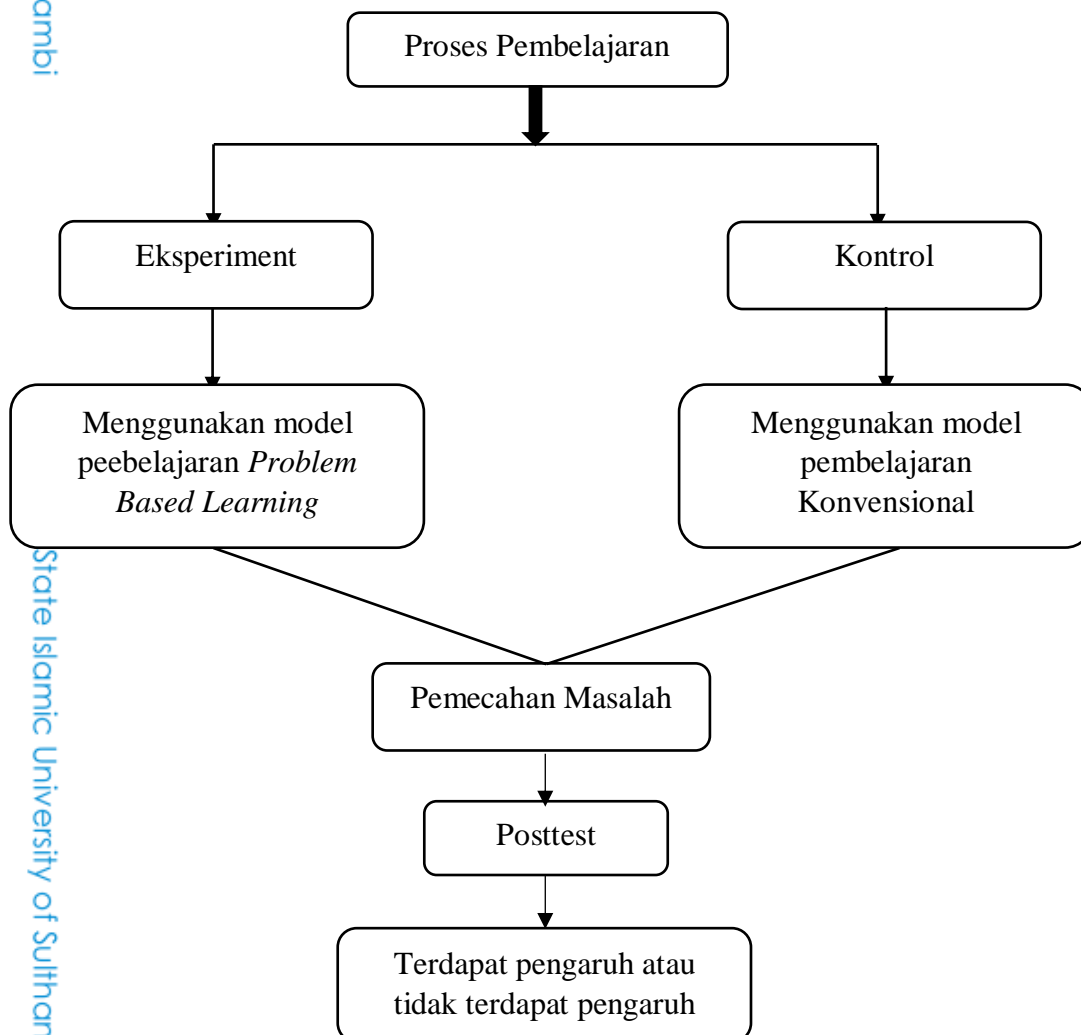 ambi
Proses Pembelajaran
Eksperiment
Kontrol
Menggunakan model
peebelajaran Problem
Based Learning
Menggunakan model
pembelajaran
Konvensional
State Islamic University of Sulthan
Pemecahan Masalah
Posttest
Terdapat pengaruh atau
tidak terdapat pengaruh